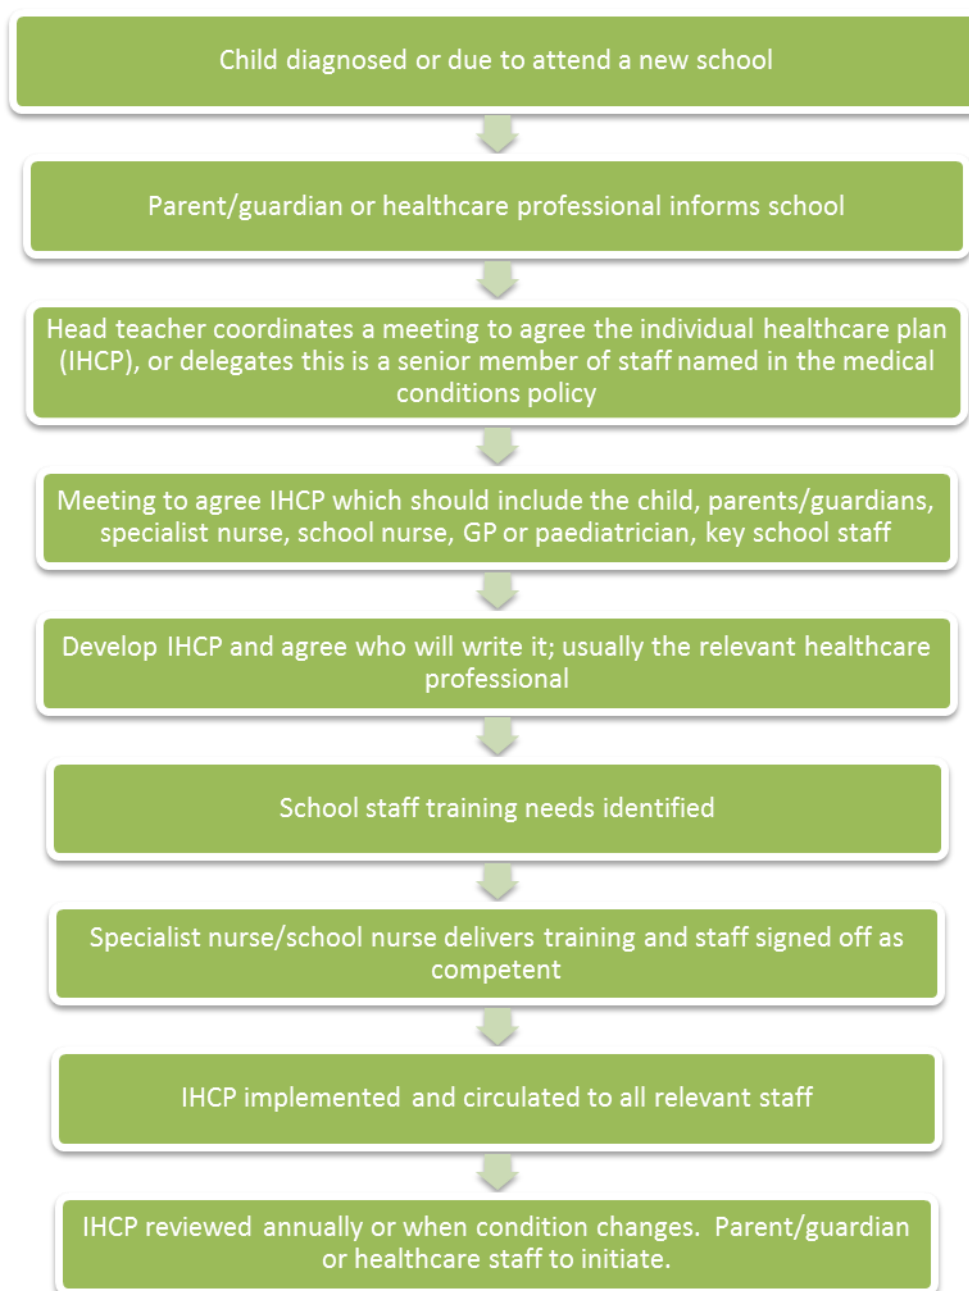 Child diagnosed or due to attend a new school
Parent/guardian or healthcare professional informs school
Head teacher coordinates a meeting to agree the individual healthcare plan
(IHCP), or delegates this is a senior member of staff named in the medical
conditions policy
Meeting to agree IHCP which should include the child, parents/guardians,
specialist nurse, school nurse, GP or paediatrician, key school staff
Develop IHCP and agree who will write it; usually the relevant healthcare
professional
School staff training needs identified
Specialist nurse/school nurse delivers training and staff signed off as
competent
IHCP implemented and circulated to all relevant staff
IHCP reviewed annually or when condition changes. Parent/guardian
or healthcare staff to initiate.